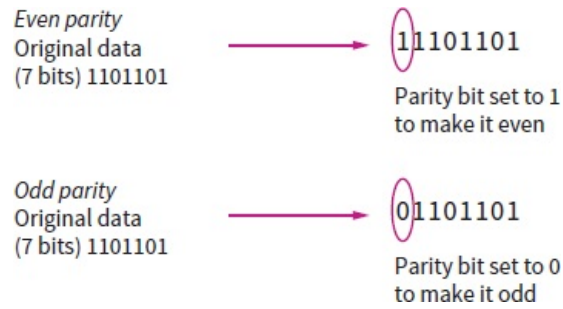 Even parity
Original data
(7 bits) 1101101
11101101
Parity bit set to 1
to make it even
Odd parity
Original data
(7 bits) 1101101
01101101
Parity bit set to 0
to make it odd